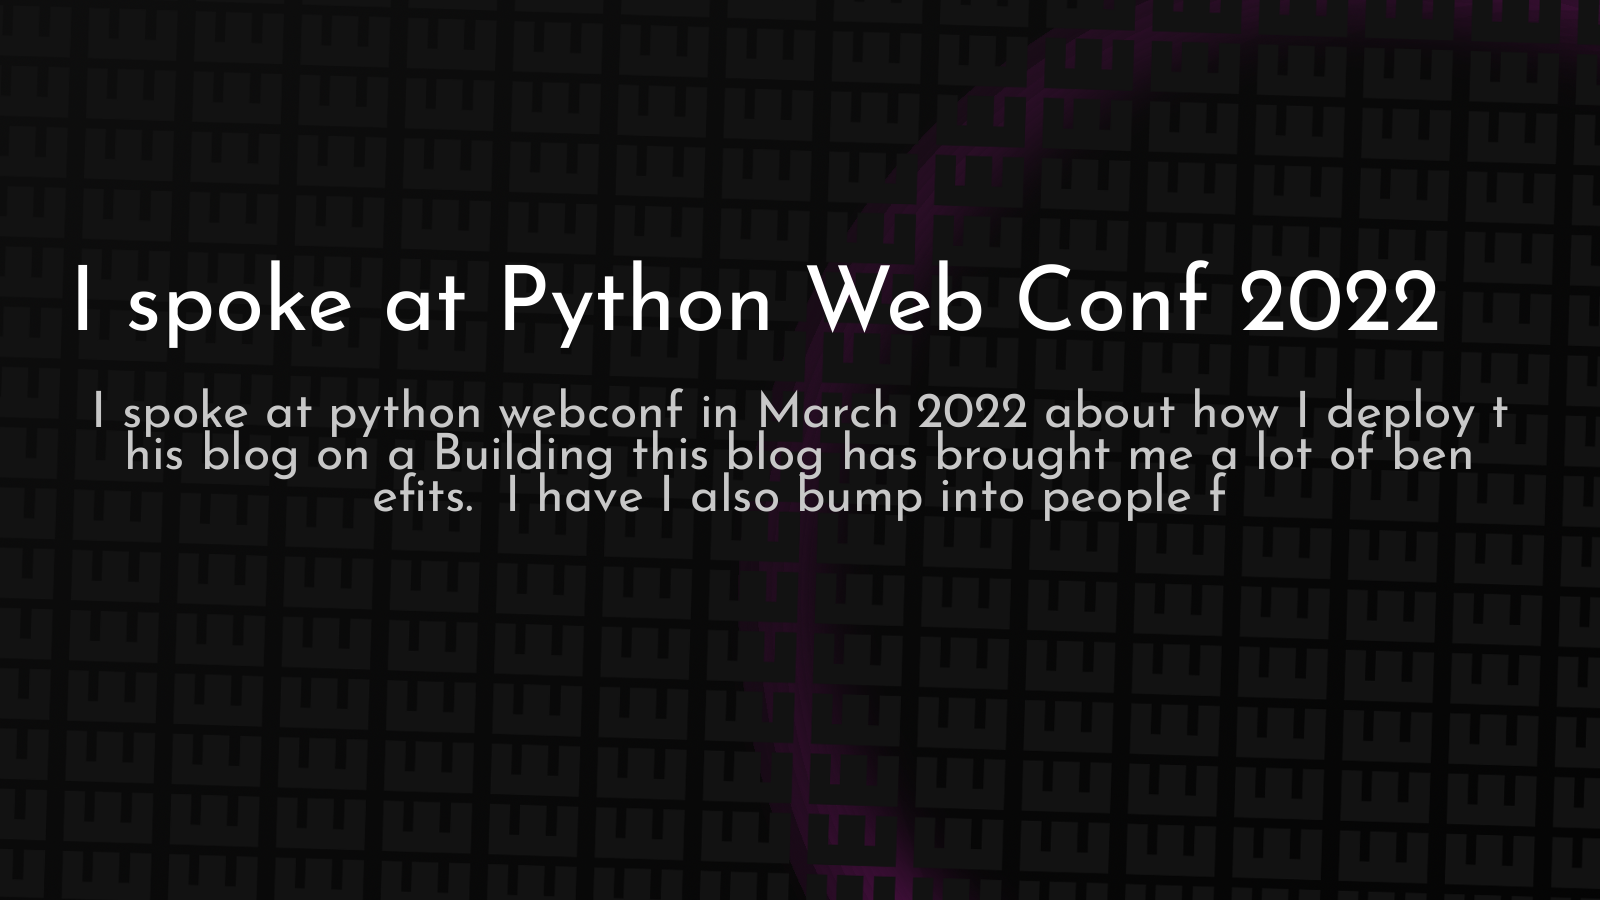 I spoke at Python Web Conf 2022
I spoke at python webconf in March 2022 about how I deploy t
his blog on a Building this blog has brought me a lot of ben
efits.  I have I also bump into people f